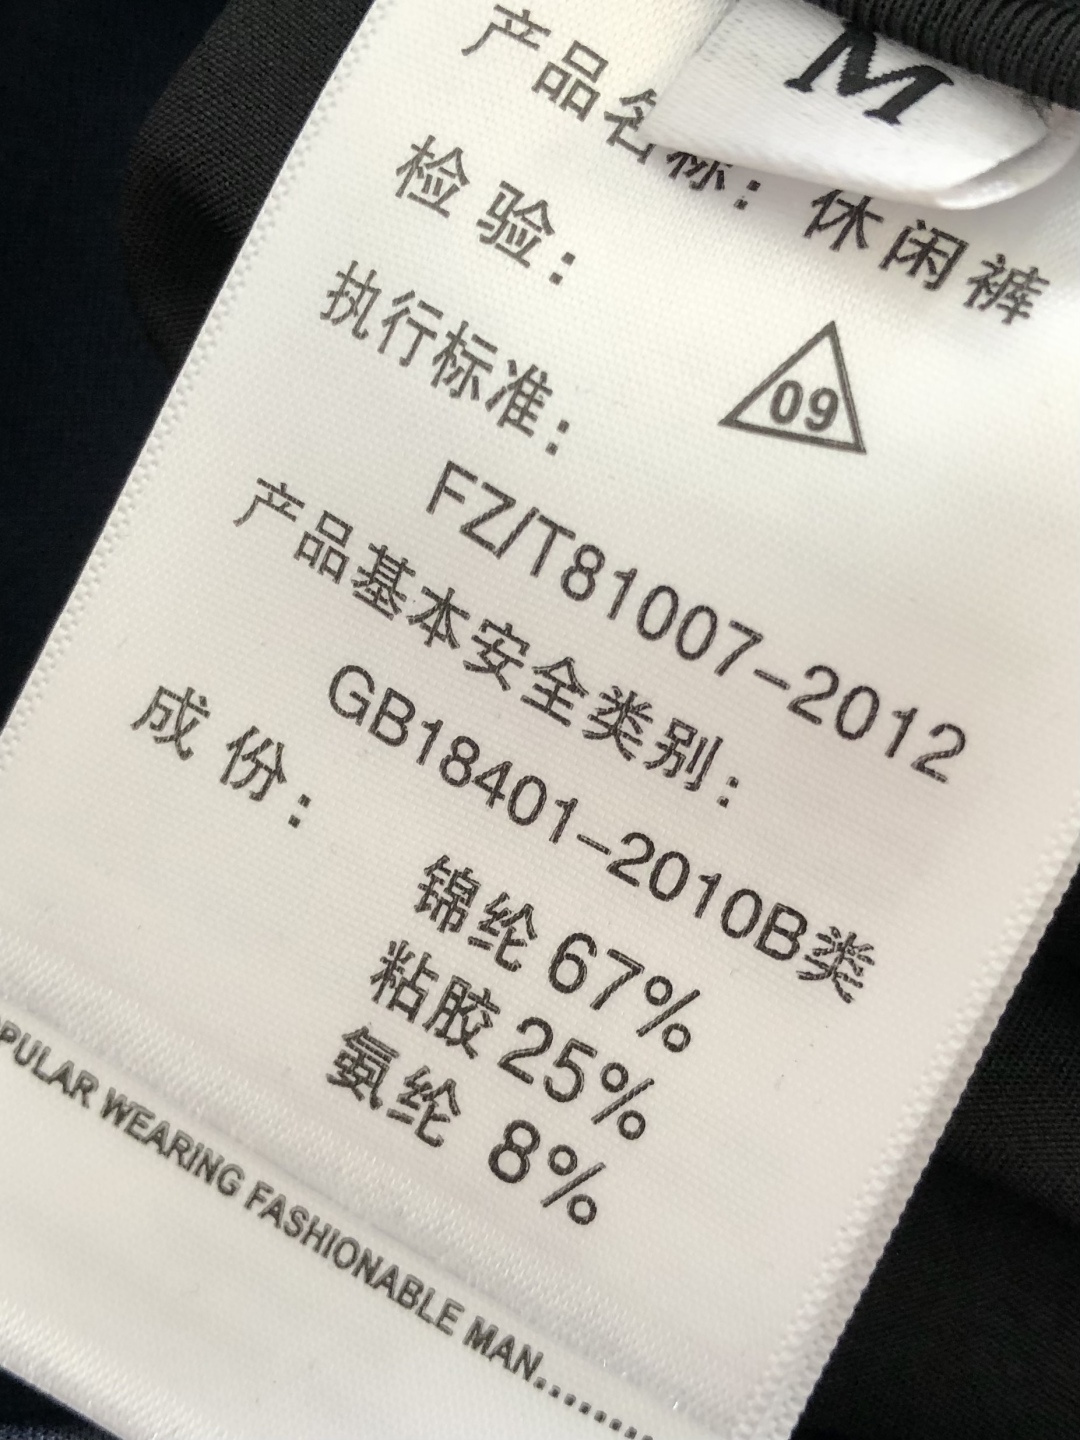 M
产品名称：休闲裤
检验：
09
执行标准：
FZ/T81007-2012
产品基本安全类别：
GB18401-2010B类
成份：
锦纶 67%
粘胶 25%
氨纶 8%
PULAR WEARING FASHIONABLE MAN........